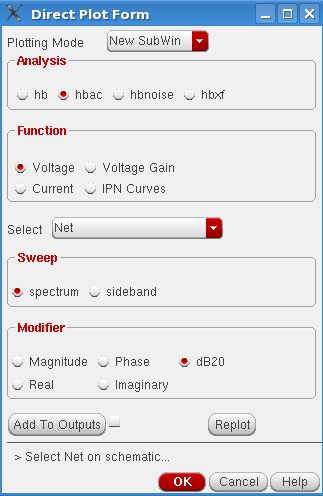 Direct Plot Form
Plotting Mode New SubWin
Analysis
hb hbac hbnoise hbxf
Function
Voltage Voltage Gain
Current IPN Curves
Select Net
Sweep
spectrum sideband
Modifier
Magnitude Phase dB20
Real Imaginary
Add To Outputs Replot
> Select Net on schematic...
OK Cancel Help